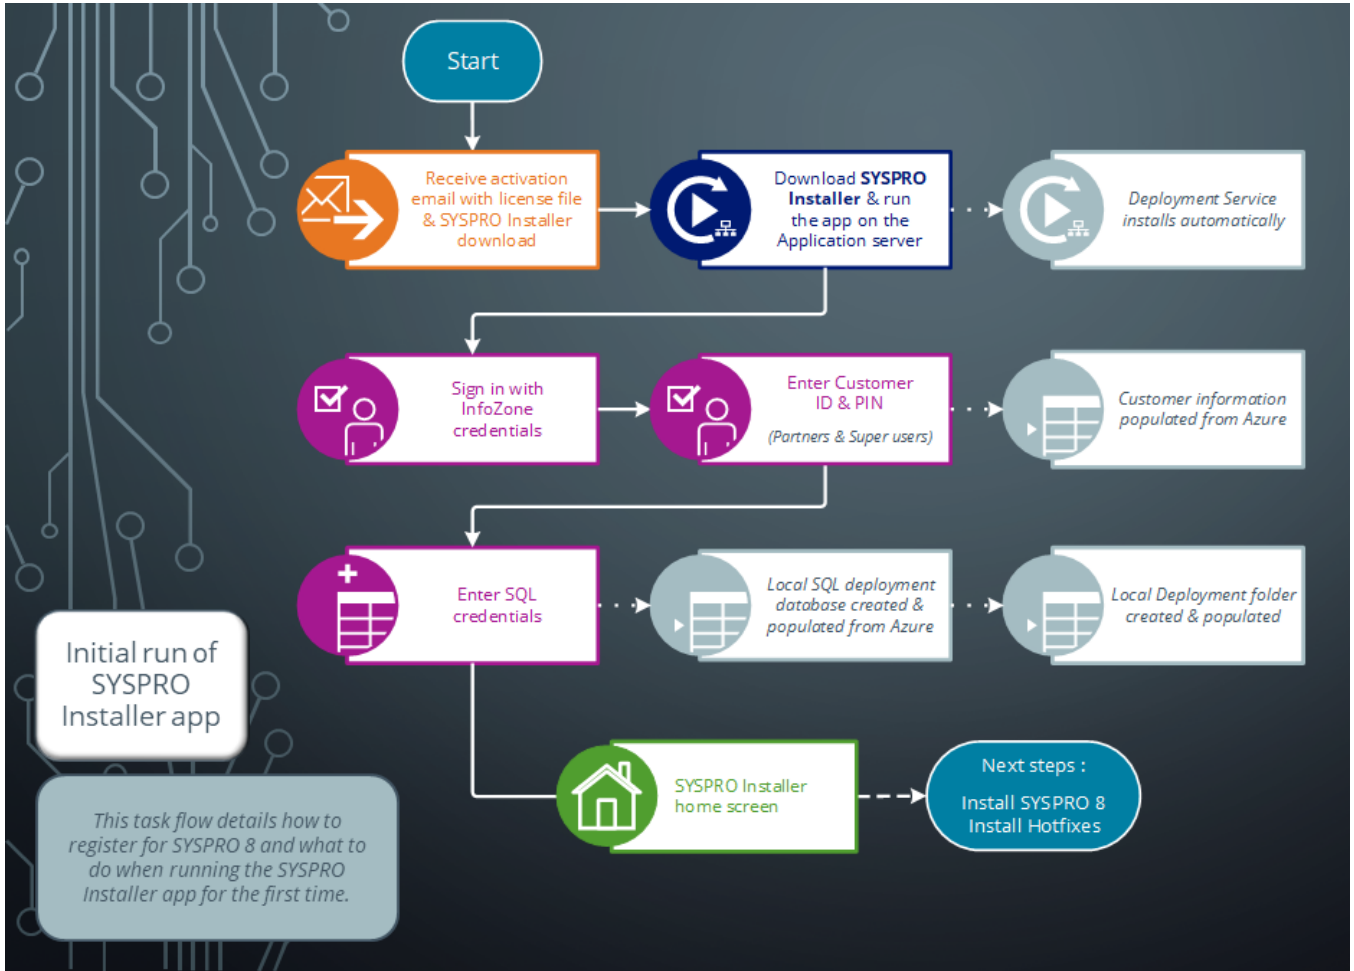 Start
Receive activation
email with license file
& SYSPRO Installer
download
Download SYSPRO
Installer & run
the app on the
Application server
Deployment Service
installs automatically
Sign in with
InfoZone
credentials
Enter Customer
ID & PIN
(Partners & Super users)
Customer information
populated from Azure
Enter SQL
credentials
Local SQL deployment
database created &
populated from Azure
Local Deployment folder
created & populated
Initial run of
SYSPRO
Installer app
SYSPRO Installer
home screen
Next steps :
Install SYSPRO 8
Install Hotfixes
This task flow details how to
register for SYSPRO 8 and what to
do when running the SYSPRO
Installer app for the first time.